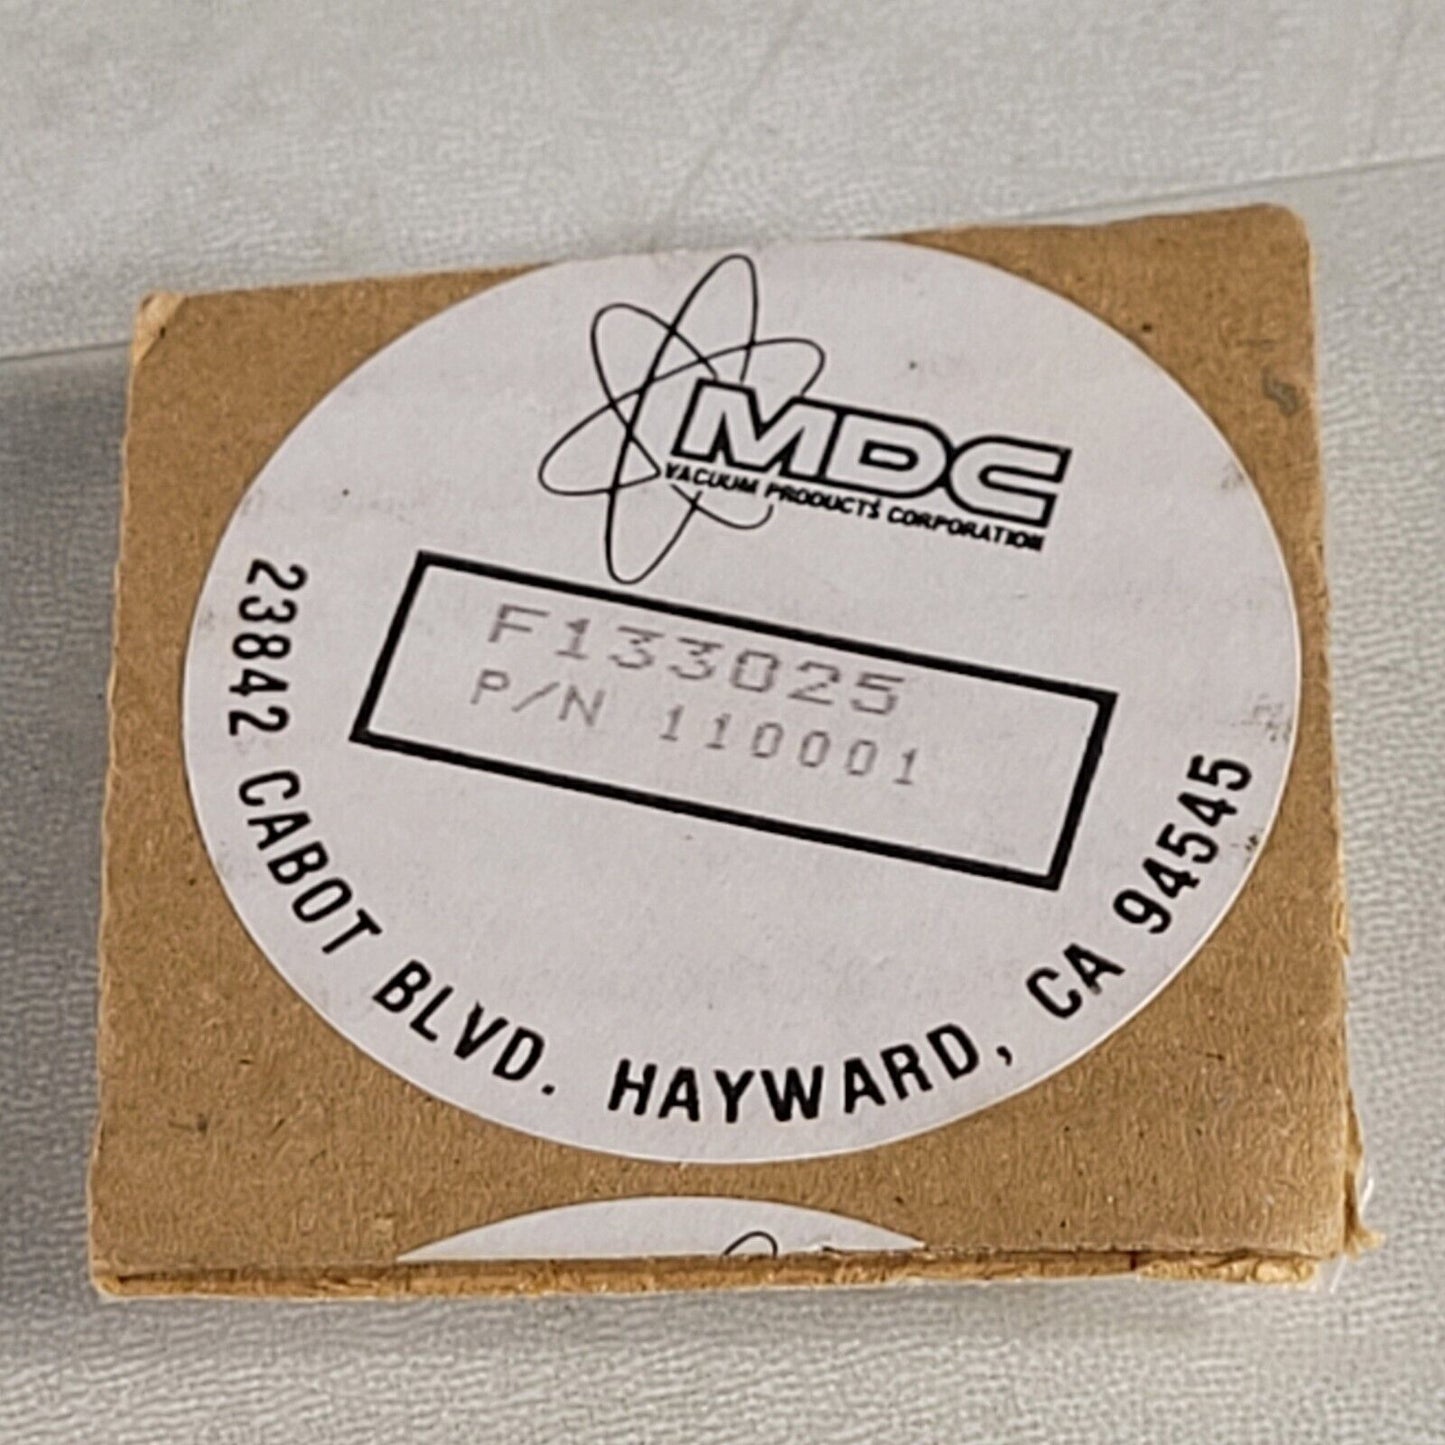 MDC
VACUUM PRODUCTS CORPORATION
F133025
P/N 110001
23842 CABOT BLVD. HAYWARD, CA 94545